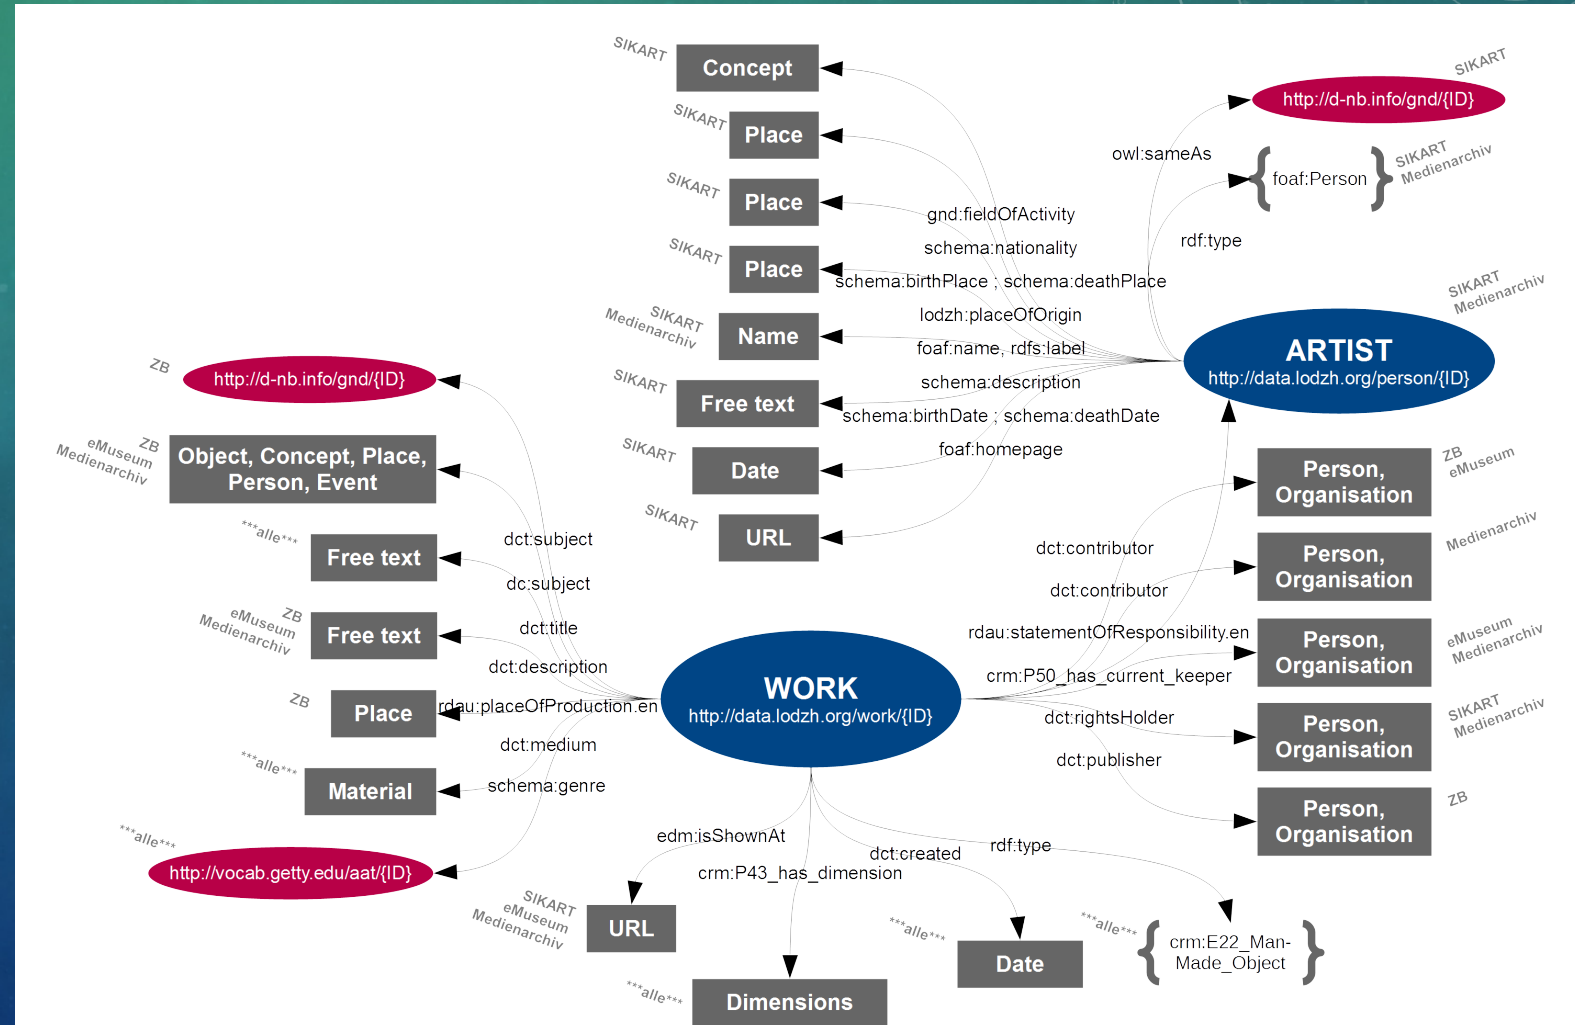 SIKART
Concept
SIKART
Place
SIKART
Place
SIKART
Place
SIKART
Medienarchiv
Name
SIKART
Free text
SIKART
Date
SIKART
URL
gnd:fieldOfActivity
schema:nationality
schema:birthPlace ; schema:deathPlace
lodzh:placeOfOrigin
foaf:name, rdfs:label
schema:description
schema:birthDate ; schema:deathDate
foaf:homepage
SIKART
http://d-nb.info/gnd/{ID}
owl:sameAs
SIKART
Medienarchiv
{ foaf:Person }
rdf:type
SIKART
Medienarchiv
ARTIST
http://data.lodzh.org/person/{ID}
ZB
http://d-nb.info/gnd/{ID}
ZB
eMuseum
Medienarchiv
Object, Concept, Place,
Person, Event
***alle***
Free text
ZB
eMuseum
Medienarchiv
Free text
ZB
Place
***alle***
Material
***alle***
http://vocab.getty.edu/aat/{ID}
dct:subject
dc:subject
dct:title
dct:description
rdau:placeOfProduction.en
dct:medium
schema:genre
WORK
http://data.lodzh.org/work/{ID}
dct:contributor
dct:contributor
rdau:statementOfResponsibility.en
crm:P50_has_current_keeper
dct:rightsHolder
dct:publisher
Person,
Organisation
ZB
eMuseum
Person,
Organisation
Medienarchiv
Person,
Organisation
eMuseum
Medienarchiv
Person,
Organisation
SIKART
Medienarchiv
Person,
Organisation
ZB
edm:isShownAt
crm:P43_has_dimension
dct:created
rdf:type
SIKART
eMuseum
Medienarchiv
URL
***alle***
Dimensions
***alle***
Date
***alle***
{ crm:E22_Man-
Made_Object }